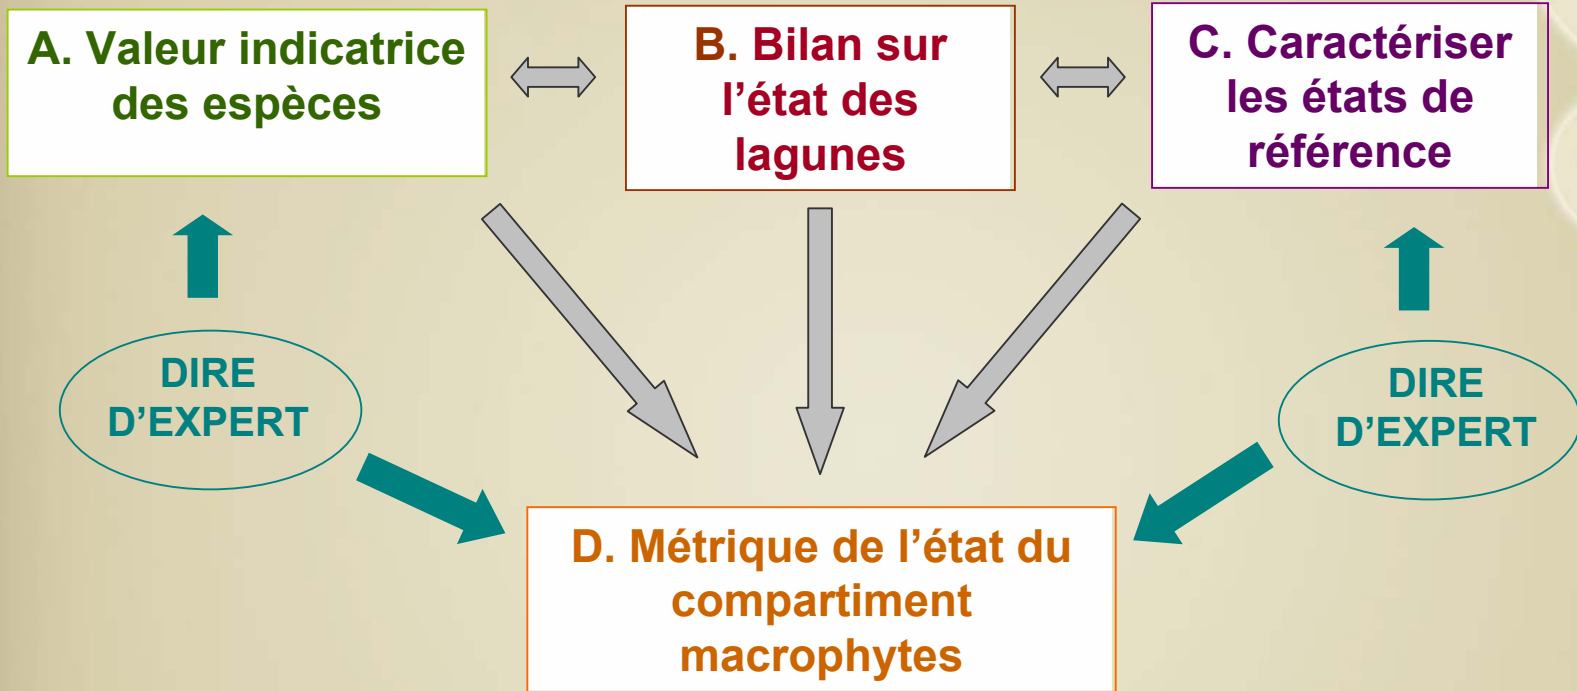 A. Valeur indicatrice
des espèces
B. Bilan sur
l’état des
lagunes
C. Caractériser
les états de
référence
DIRE
D’EXPERT
DIRE
D’EXPERT
D. Métrique de l’état du
compartiment
macrophytes